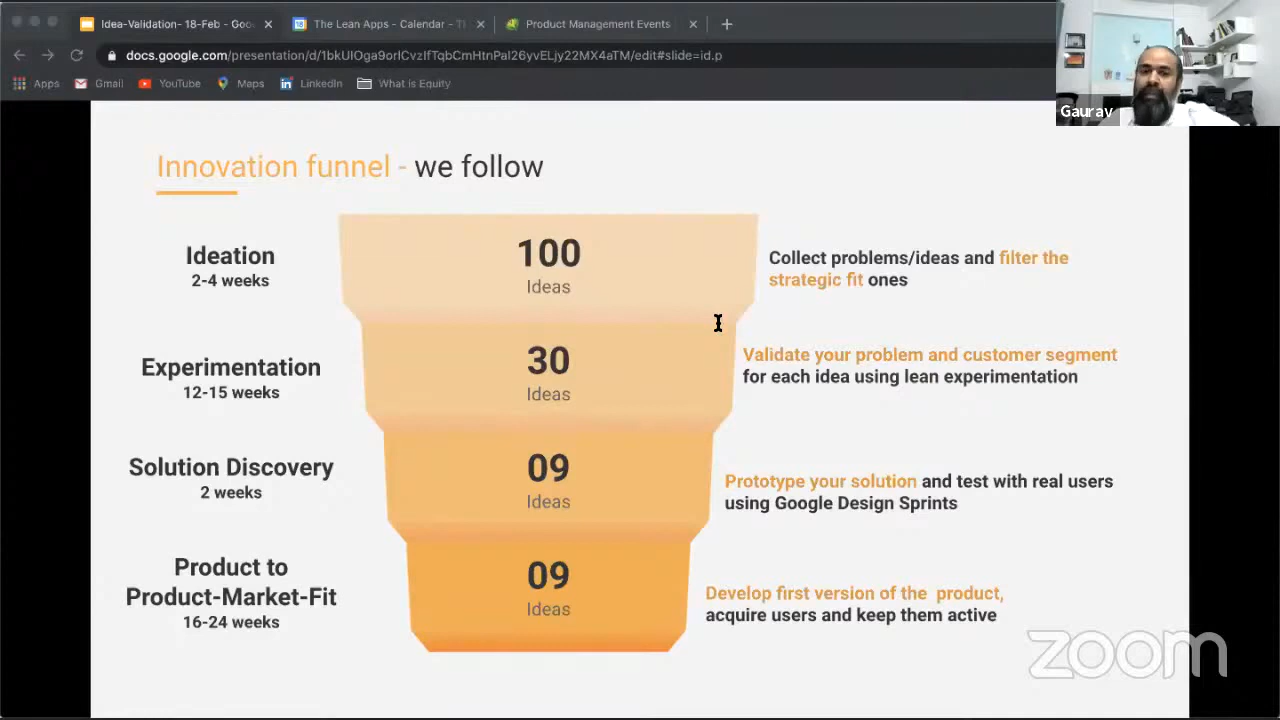 Idea-Validation- 18-Feb - Goo
The Lean Apps - Calendar - Th
Product Management Events
docs.google.com/presentation/d/1bkUIOga9orlCvzIfTqbCmHtnPal26yvELjy22MX4aTM/edit#slide=id.p
Apps
Gmail
YouTube
Maps
LinkedIn
What is Equity
Gaurav
Innovation funnel - we follow
Ideation
2-4 weeks
100
Ideas
Collect problems/ideas and filter the
strategic fit ones
Experimentation
12-15 weeks
30
Ideas
Validate your problem and customer segment
for each idea using lean experimentation
Solution Discovery
2 weeks
09
Ideas
Prototype your solution and test with real users
using Google Design Sprints
Product to
Product-Market-Fit
16-24 weeks
09
Ideas
Develop first version of the  product,
acquire users and keep them active
zoom